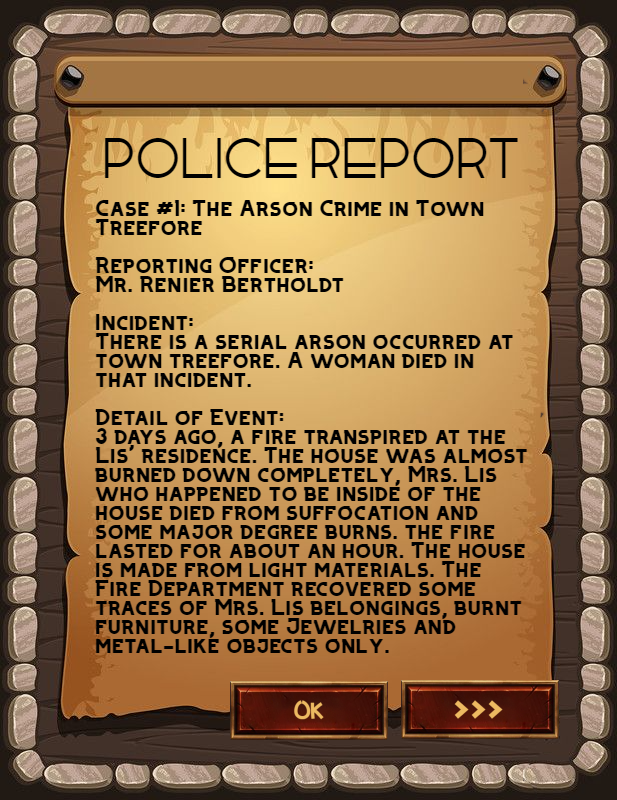 POLICE REPORT
Case #1: The Arson Crime in Town
Treefore
Reporting Officer:
Mr. Renier Bertholdt
Incident:
There is a serial arson occurred at
town Treefore. A woman died in
that incident.
Detail of Event:
3 days ago, a fire transpired at the
Lis' residence. The house was almost
burned down completely, Mrs. Lis
who happened to be inside of the
house died from suffocation and
some major degree burns. the fire
lasted for about an hour. The house
is made from light materials. The
Fire Department recovered some
traces of Mrs. Lis belongings, burnt
furniture, some Jewelries and
metal-like objects only.
OK
>>>